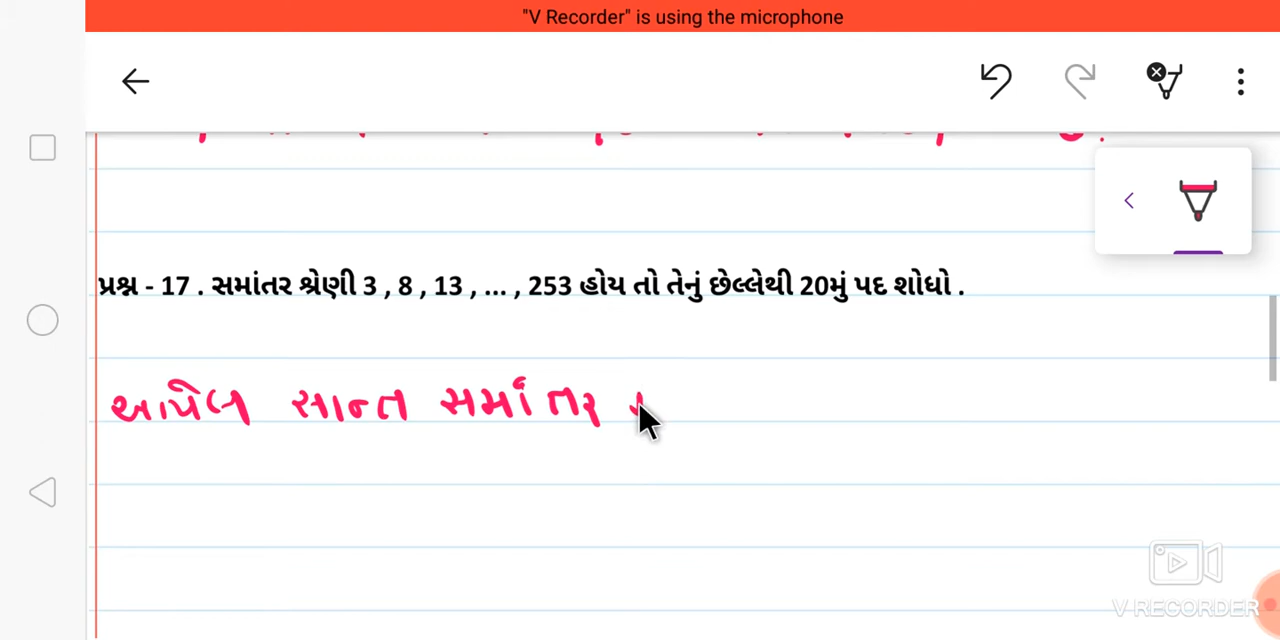 "V Recorder" is using the microphone
પ્રશ્ન - 17 . સમાંતર શ્રેણી 3 , 8 , 13 , ... , 253 હોય તો તેનું છેલ્લેથી 20મું પદ શોધો .
આપેલ સાન્ત સમાંતર
V RECORDER